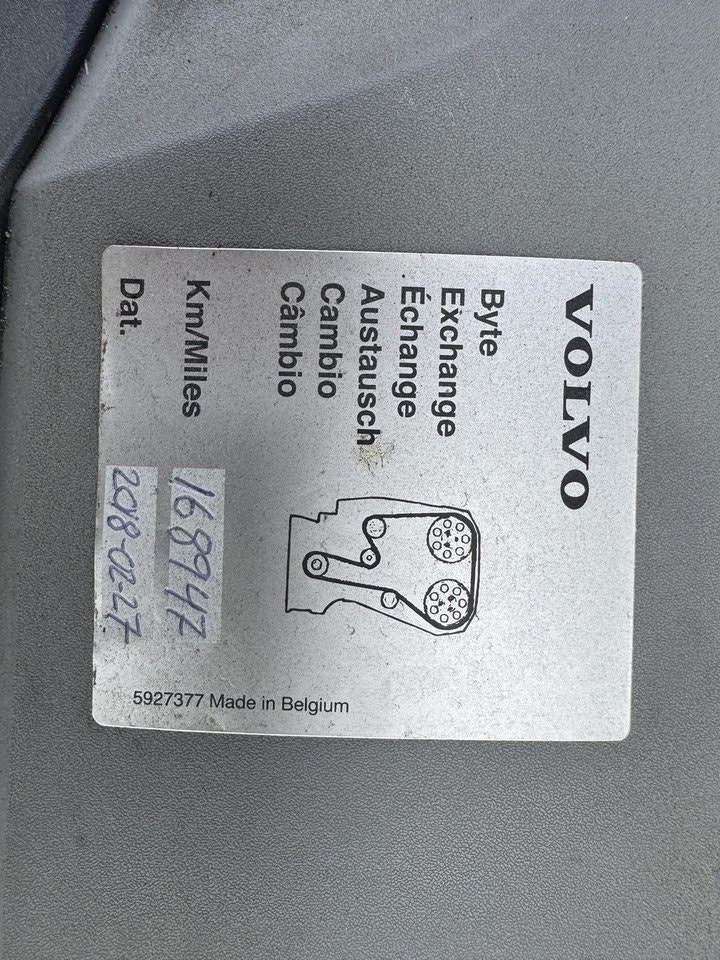 VOLVO
Byte
Exchange
Échange
Austausch
Cambio
Câmbio
Km/Miles 168947
Dat. 2018-02-27
5927377 Made in Belgium